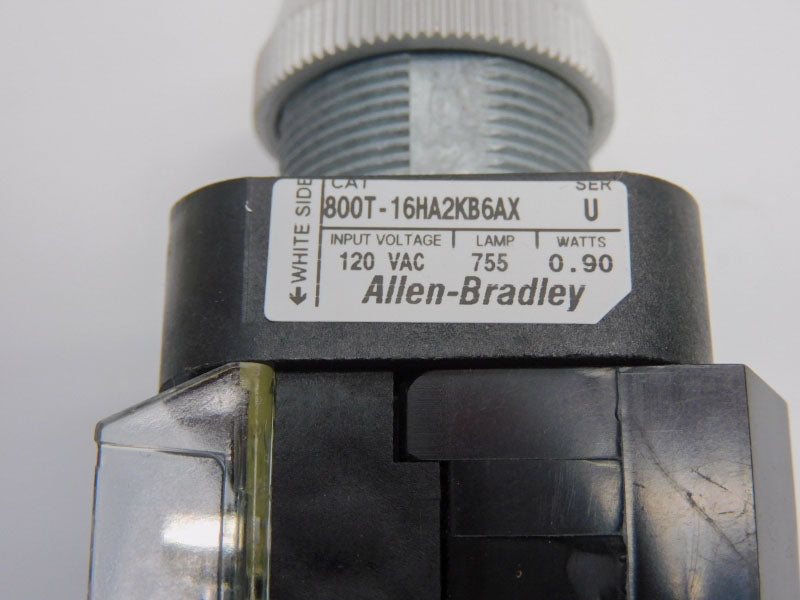 CAT SER
800T-16HA2KB6AX U
INPUT VOLTAGE LAMP WATTS
120 VAC 755 0.90
Allen-Bradley
←WHITE SIDE